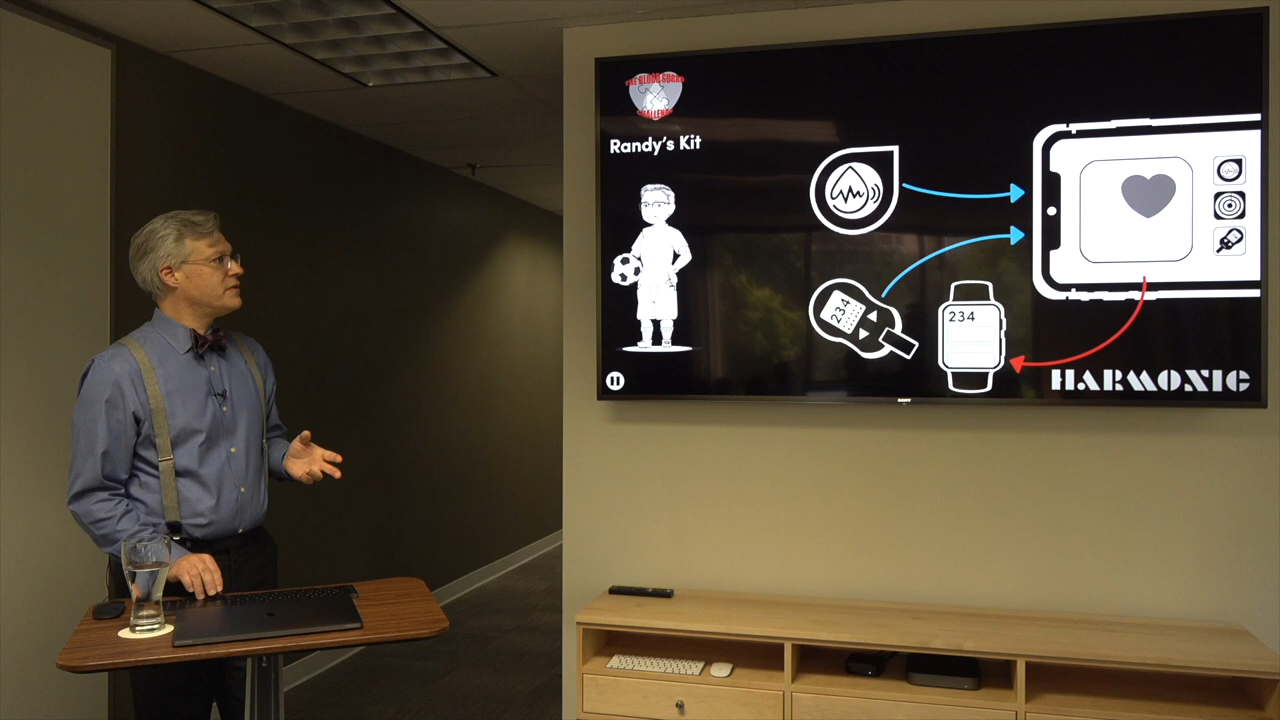 THE BLOOD SUGAR
CHALLENGE
Randy's Kit
234
234
HARMONIC